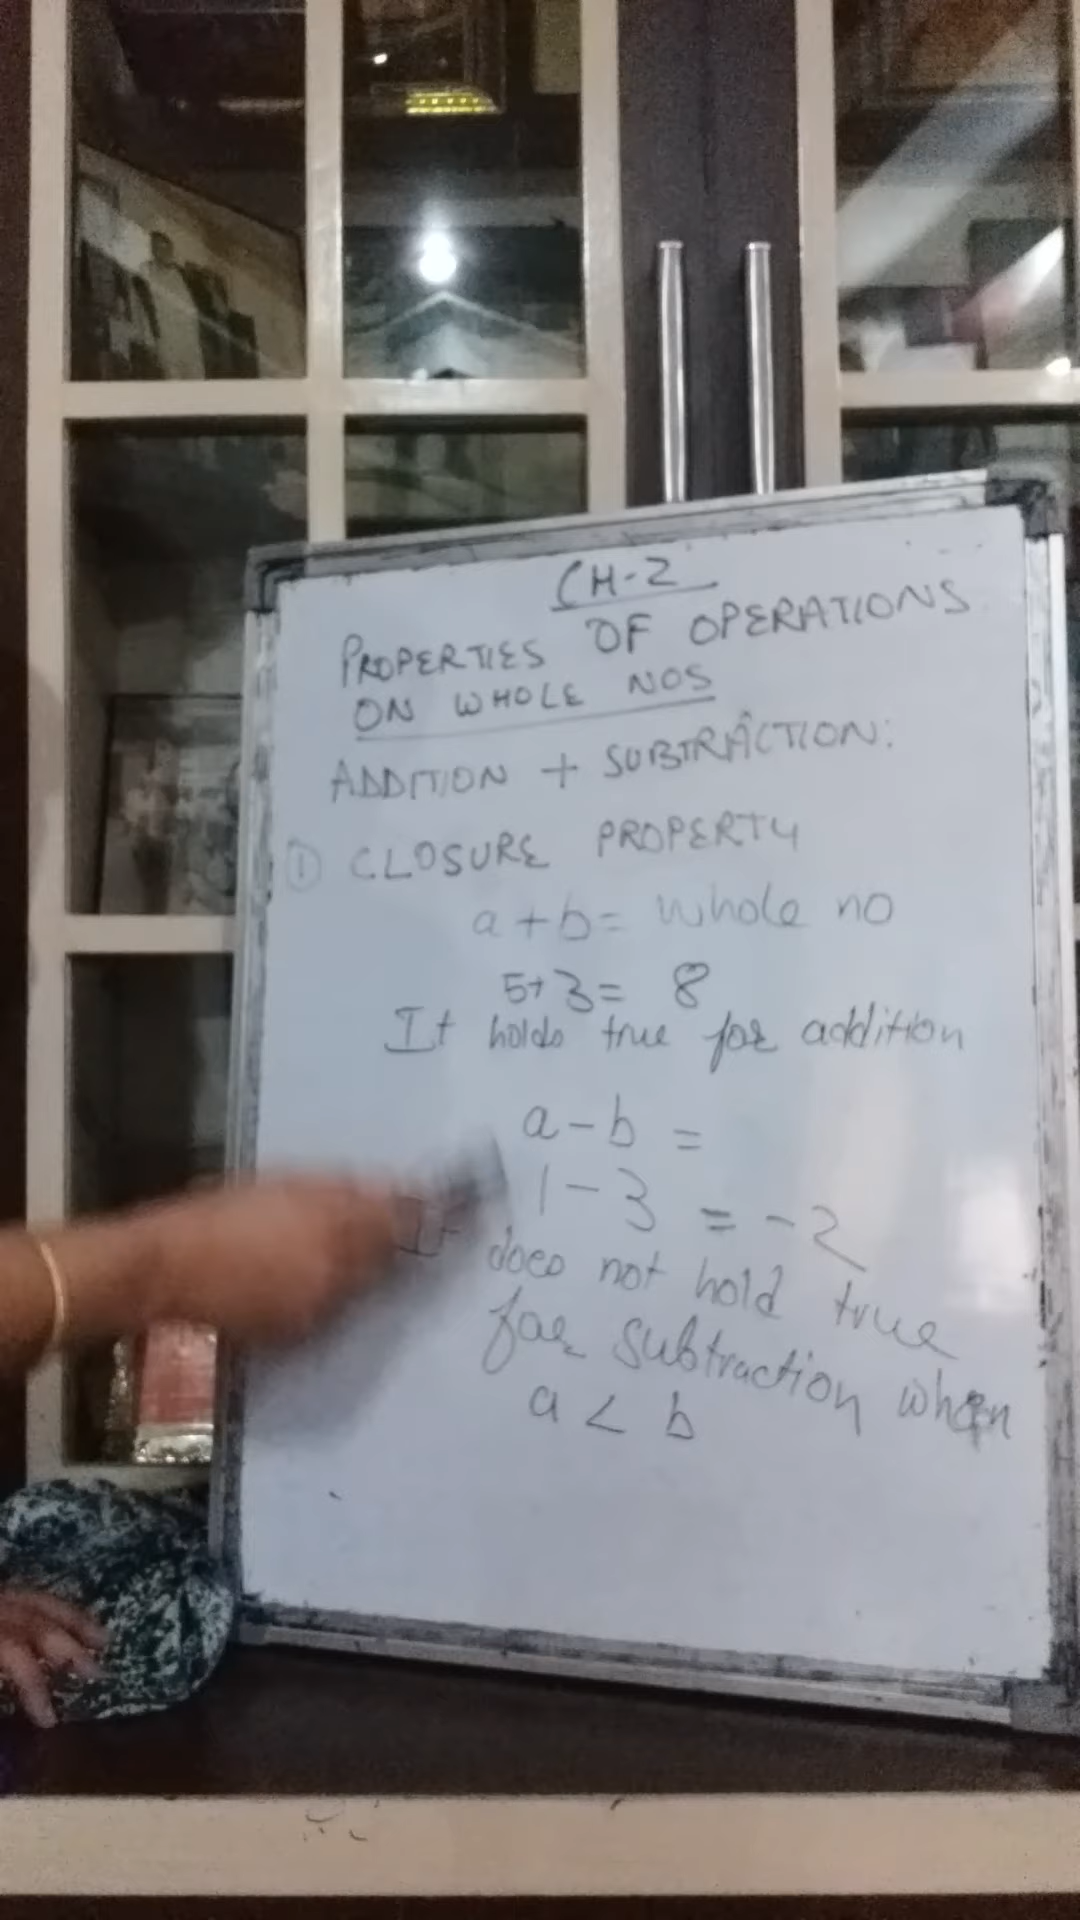 CH-2
PROPERTIES OF OPERATIONS
ON WHOLE NOS
ADDITION + SUBTRACTION:
① CLOSURE PROPERTY
a + b = whole no
5+3= 8
It holds true for addition
a - b =
1 - 3 = -2
It does not hold true
for subtraction when
a < b